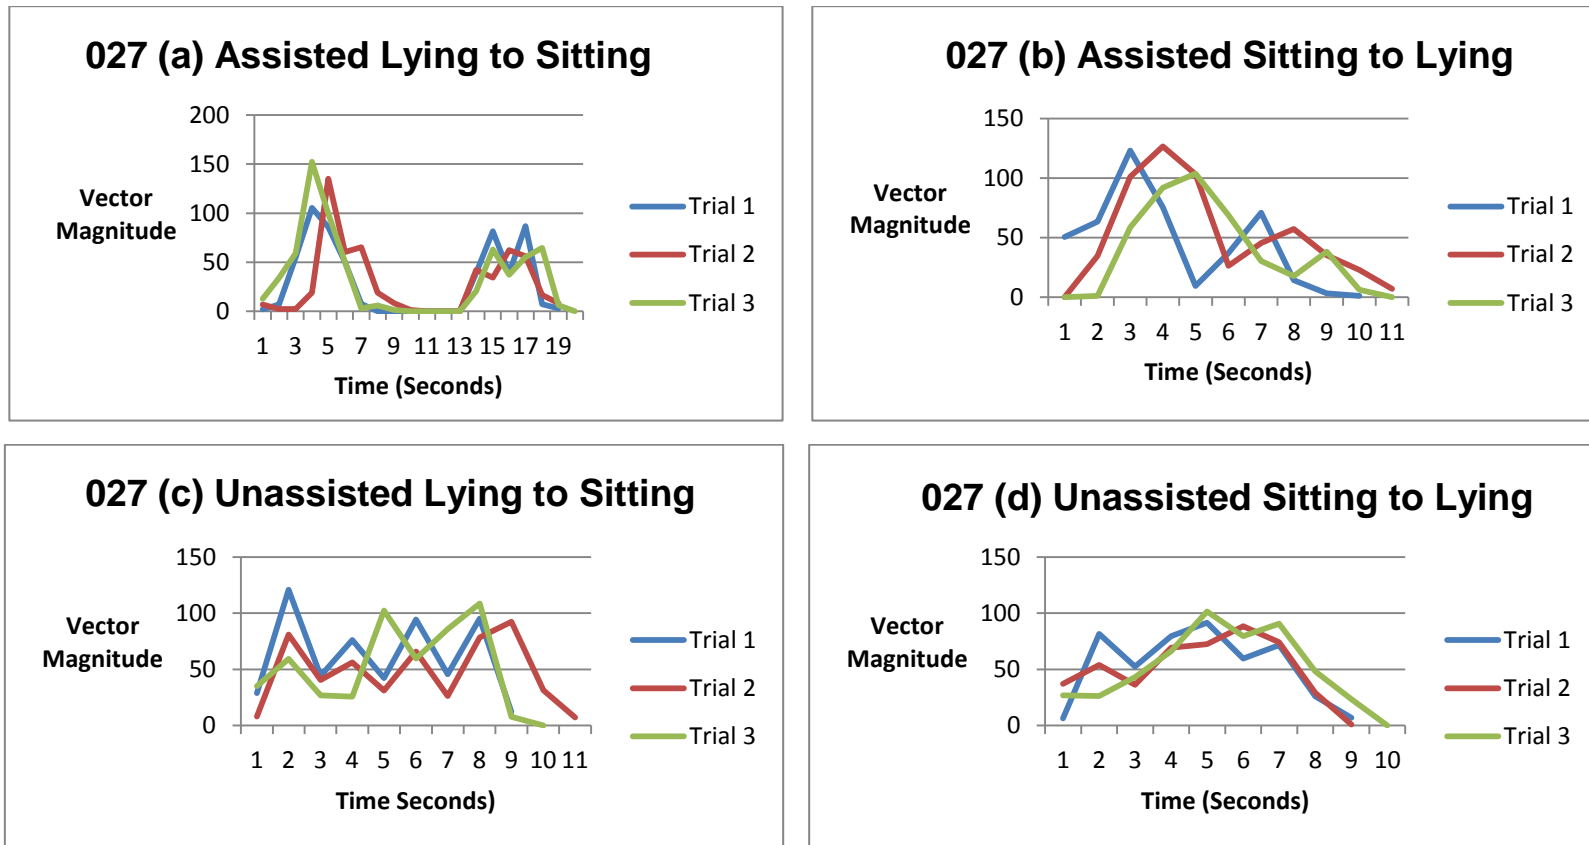 027 (a) Assisted Lying to Sitting
200
150
100
50
0
Vector
Magnitude
1 3 5 7 9 11 13 15 17 19
Time (Seconds)
Trial 1
Trial 2
Trial 3
027 (b) Assisted Sitting to Lying
150
100
50
0
Vector
Magnitude
1 2 3 4 5 6 7 8 9 10 11
Time (Seconds)
Trial 1
Trial 2
Trial 3
027 (c) Unassisted Lying to Sitting
150
100
50
0
Vector
Magnitude
1 2 3 4 5 6 7 8 9 10 11
Time Seconds)
Trial 1
Trial 2
Trial 3
027 (d) Unassisted Sitting to Lying
150
100
50
0
Vector
Magnitude
1 2 3 4 5 6 7 8 9 10
Time (Seconds)
Trial 1
Trial 2
Trial 3